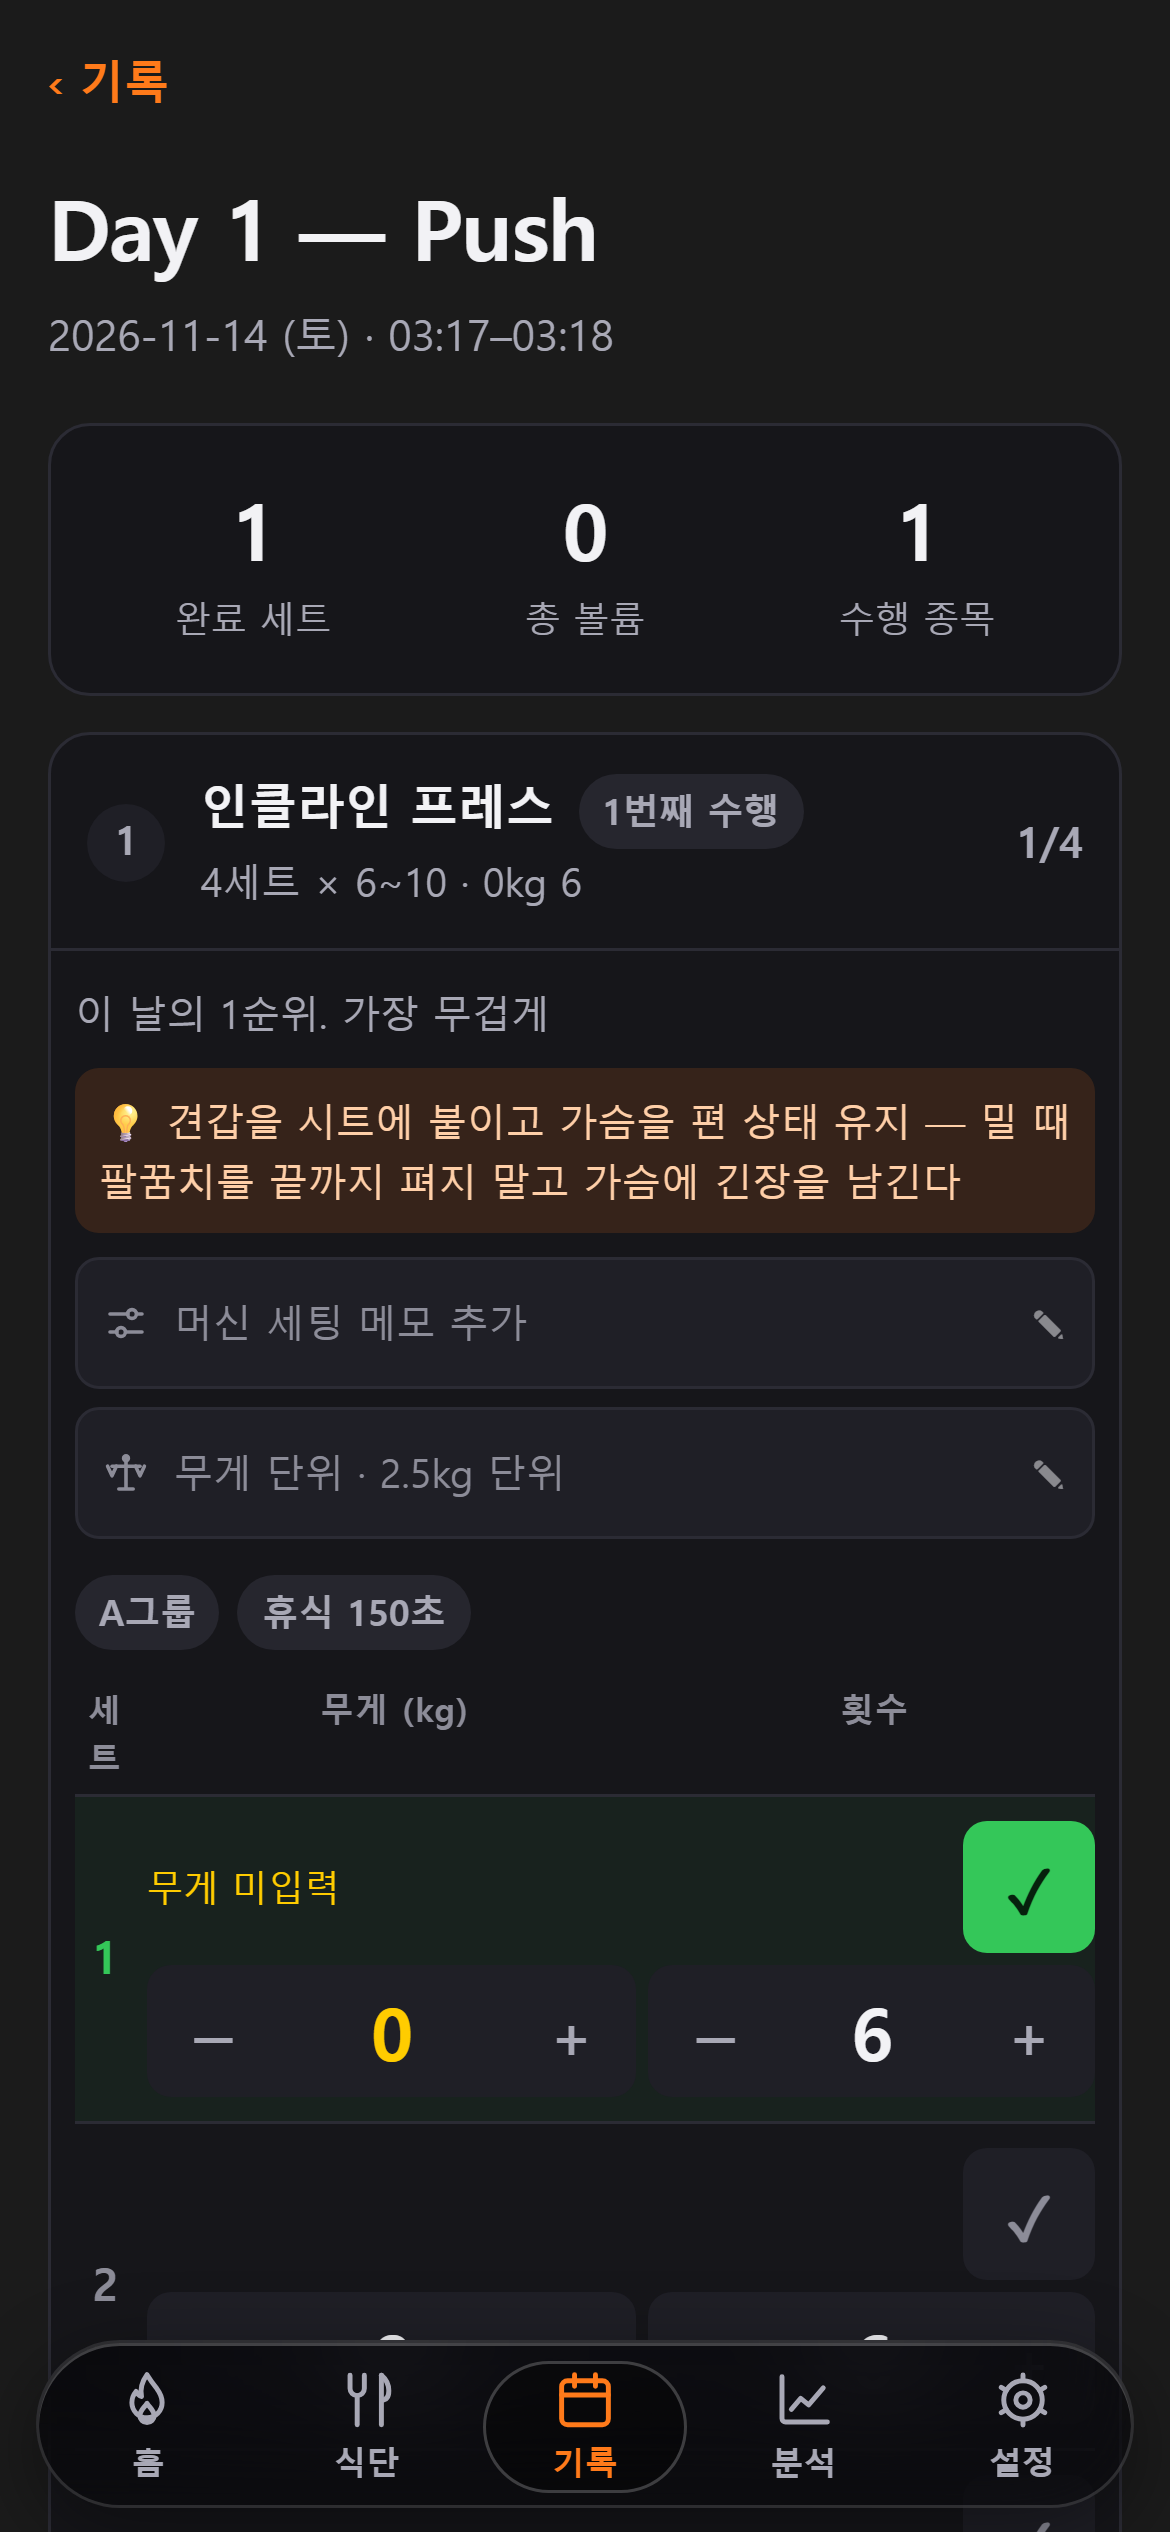 ‹ 기록
Day 1 — Push
2026-11-14 (토) · 03:17–03:18
1 0 1
완료 세트 총 볼륨 수행 종목
1 인클라인 프레스 1번째 수행 1/4
4세트 × 6~10 · 0kg 6
이 날의 1순위. 가장 무겁게
💡 견갑을 시트에 붙이고 가슴을 편 상태 유지 — 밀 때
팔꿈치를 끝까지 펴지 말고 가슴에 긴장을 남긴다
머신 세팅 메모 추가
무게 단위 · 2.5kg 단위
A그룹 휴식 150초
세트 무게 (kg) 횟수
무게 미입력 ✓
1 — 0 + — 6 +
✓
2
홈 식단 기록 분석 설정